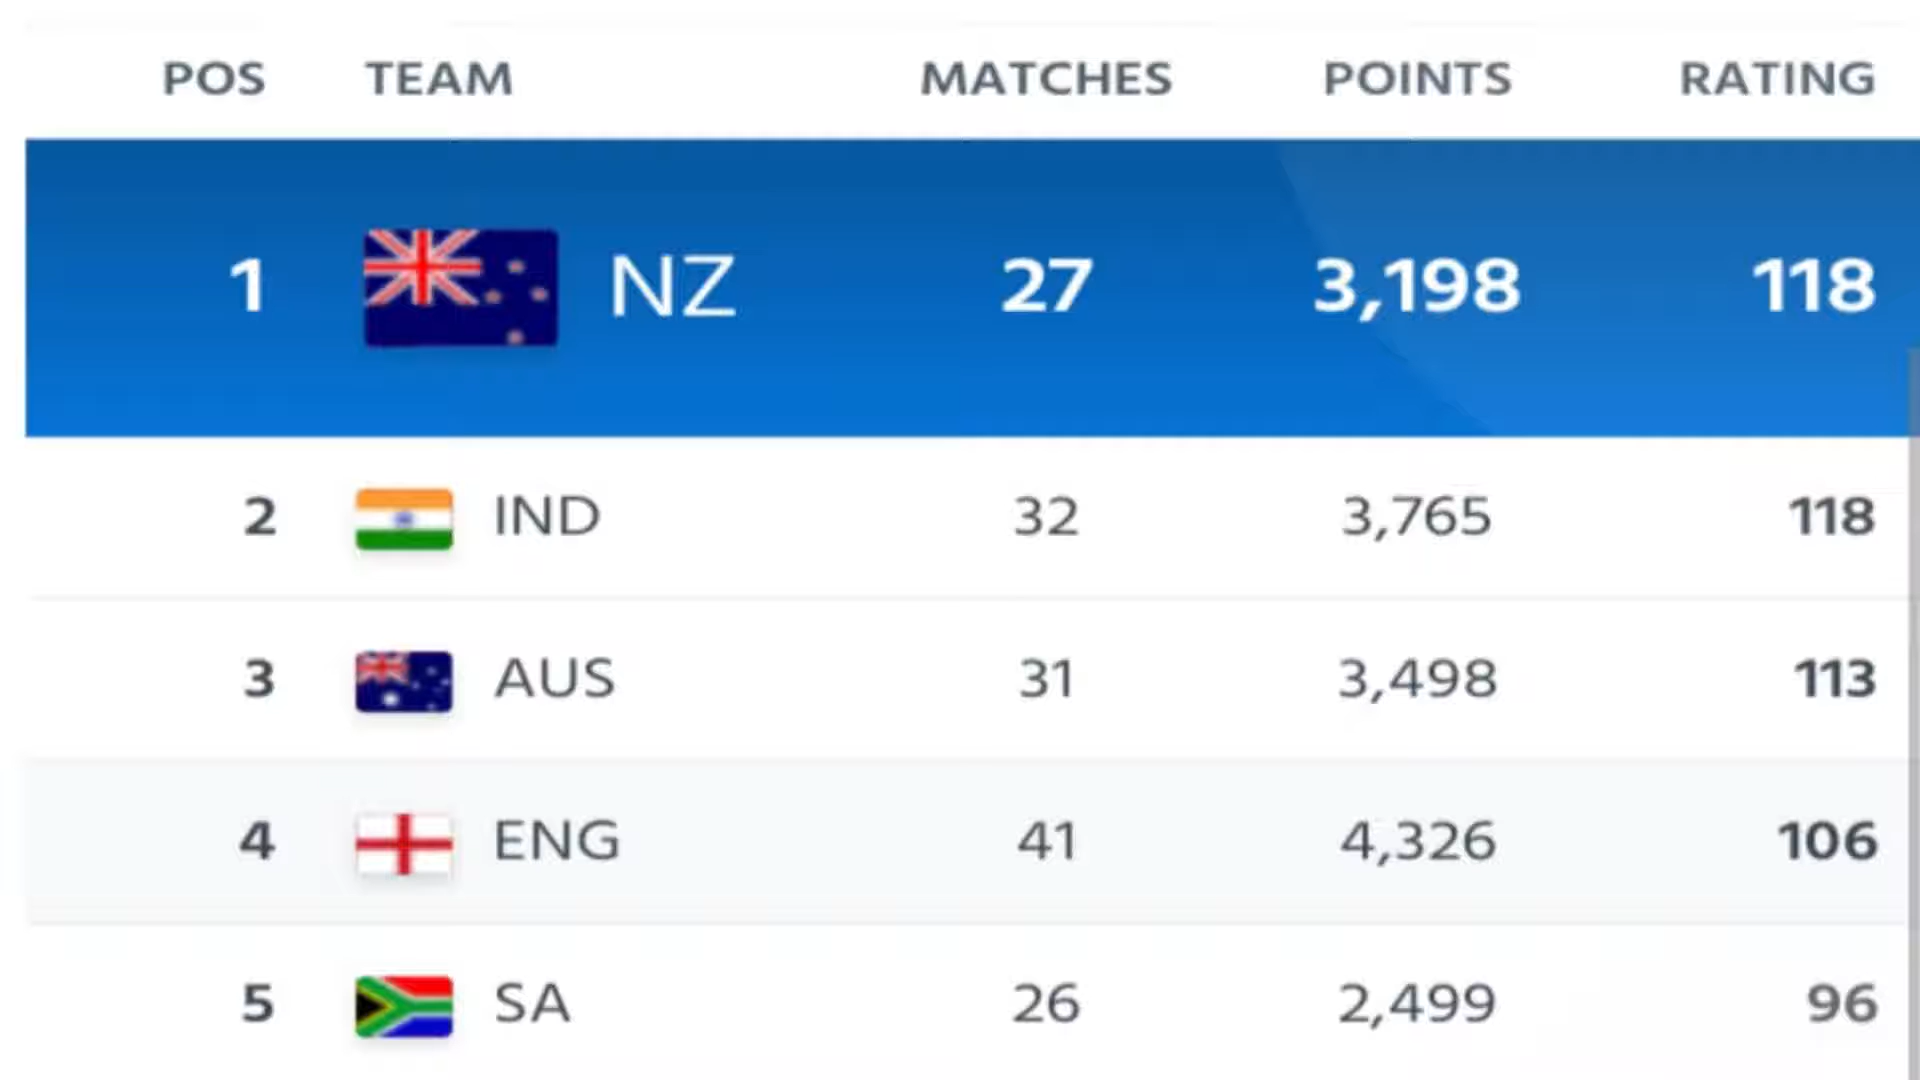 POS TEAM MATCHES POINTS RATING
1 NZ 27 3,198 118
2 IND 32 3,765 118
3 AUS 31 3,498 113
4 ENG 41 4,326 106
5 SA 26 2,499 96